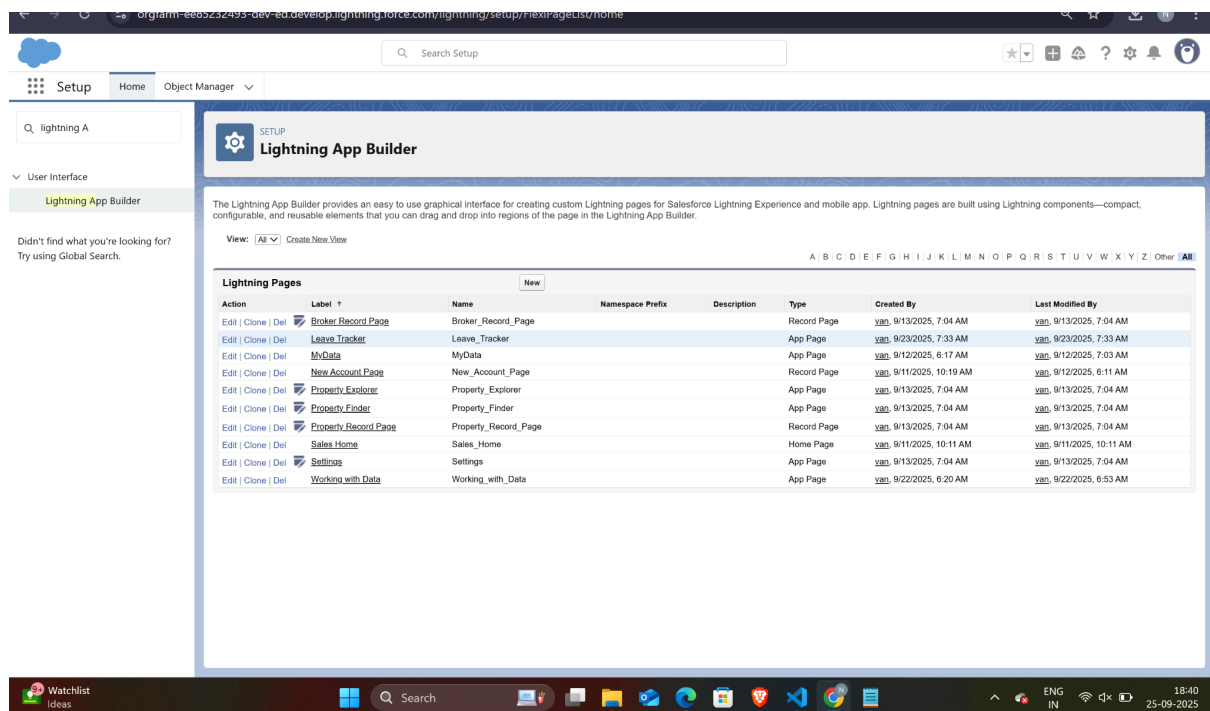 orgfarm-ee85232493-dev-ed.develop.lightning.force.com/lightning/setup/FlexiPageList/home
N
Search Setup
Setup
Home
Object Manager
lightning A
User Interface
Lightning App Builder
Didn't find what you're looking for?
Try using Global Search.
SETUP
Lightning App Builder
The Lightning App Builder provides an easy to use graphical interface for creating custom Lightning pages for Salesforce Lightning Experience and mobile app. Lightning pages are built using Lightning components—compact,
configurable, and reusable elements that you can drag and drop into regions of the page in the Lightning App Builder.
View: All Create New View
A | B | C | D | E | F | G | H | I | J | K | L | M | N | O | P | Q | R | S | T | U | V | W | X | Y | Z | Other All
Lightning Pages New
Action Label ↑ Name Namespace Prefix Description Type Created By Last Modified By
Edit | Clone | Del Broker Record Page Broker_Record_Page Record Page van, 9/13/2025, 7:04 AM van, 9/13/2025, 7:04 AM
Edit | Clone | Del Leave Tracker Leave_Tracker App Page van, 9/23/2025, 7:33 AM van, 9/23/2025, 7:33 AM
Edit | Clone | Del MyData MyData App Page van, 9/12/2025, 6:17 AM van, 9/12/2025, 7:03 AM
Edit | Clone | Del New Account Page New_Account_Page Record Page van, 9/11/2025, 10:19 AM van, 9/12/2025, 6:11 AM
Edit | Clone | Del Property Explorer Property_Explorer App Page van, 9/13/2025, 7:04 AM van, 9/13/2025, 7:04 AM
Edit | Clone | Del Property Finder Property_Finder App Page van, 9/13/2025, 7:04 AM van, 9/13/2025, 7:04 AM
Edit | Clone | Del Property Record Page Property_Record_Page Record Page van, 9/13/2025, 7:04 AM van, 9/13/2025, 7:04 AM
Edit | Clone | Del Sales Home Sales_Home Home Page van, 9/11/2025, 10:11 AM van, 9/11/2025, 10:11 AM
Edit | Clone | Del Settings Settings App Page van, 9/13/2025, 7:04 AM van, 9/13/2025, 7:04 AM
Edit | Clone | Del Working with Data Working_with_Data App Page van, 9/22/2025, 6:20 AM van, 9/22/2025, 6:53 AM
9+
Watchlist
Ideas
Search
N
ENG
IN
18:40
25-09-2025